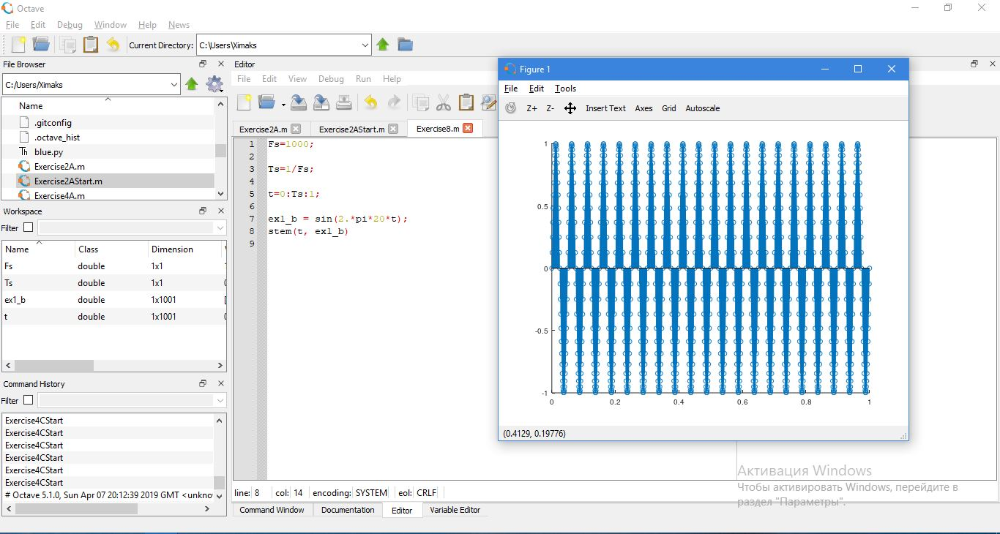 Octave
File Edit Debug Window Help News
Current Directory: C:\Users\Ximaks
File Browser
C:/Users/Ximaks
Name
.gitconfig
.octave_hist
blue.py
Exercise2A.m
Exercise2AStart.m
Exercise4A.m
Workspace
Filter
Name Class Dimension
Fs double 1x1
Ts double 1x1
ex1_b double 1x1001
t double 1x1001
Command History
Filter
Exercise4CStart
Exercise4CStart
Exercise4CStart
Exercise4CStart
Exercise4CStart
Exercise4CStart
# Octave 5.1.0, Sun Apr 07 20:12:39 2019 GMT <unkno
Editor
File Edit View Debug Run Help
Exercise2A.m Exercise2AStart.m Exercise8.m
1 Fs=1000;
2
3 Ts=1/Fs;
4
5 t=0:Ts:1;
6
7 ex1_b = sin(2.*pi*20*t);
8 stem(t, ex1_b)
9
line: 8 col: 14 encoding: SYSTEM eol: CRLF
Command Window Documentation Editor Variable Editor
Figure 1
File Edit Tools
Z+ Z- Insert Text Axes Grid Autoscale
1
0.5
0
-0.5
-1
0 0.2 0.4 0.6 0.8 1
(0.4129, 0.19776)
Активация Windows
Чтобы активировать Windows, перейдите в
раздел "Параметры".